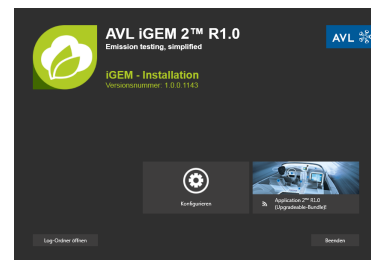 AVL iGEM 2™ R1.0
Emission testing, simplified
AVL
iGEM - Installation
Versionsnummer: 1.0.0.1143
Konfigurieren
Application 2™ R1.0
(Upgradeable-Bundle)!
Log-Ordner öffnen
Beenden